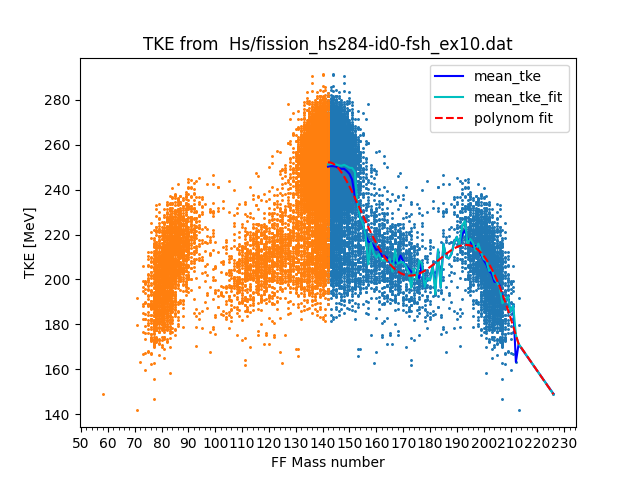 TKE from  Hs/fission_hs284-id0-fsh_ex10.dat
mean_tke
mean_tke_fit
polynom fit
TKE [MeV]
280
260
240
220
200
180
160
140
50 60 70 80 90 100 110 120 130 140 150 160 170 180 190 200 210 220 230
FF Mass number